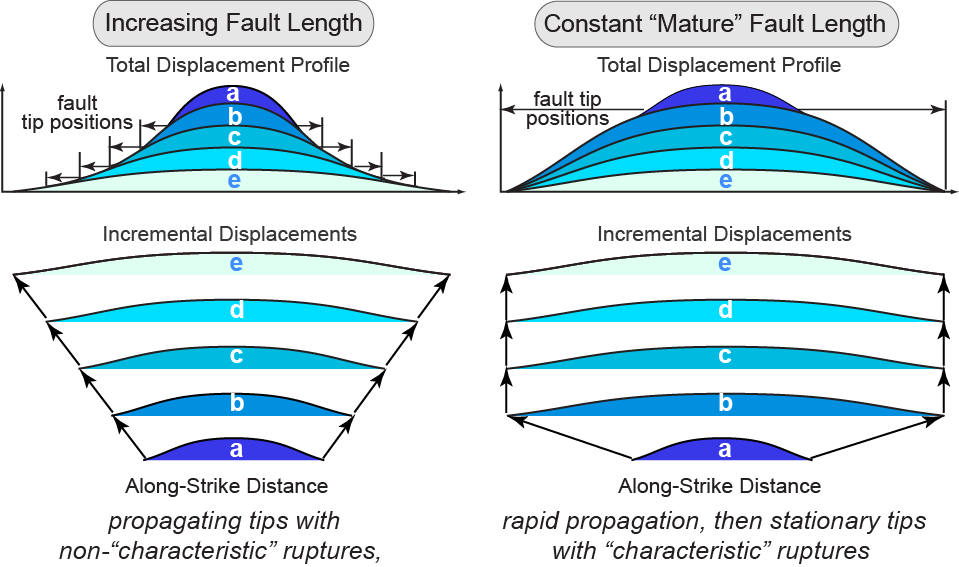 Increasing Fault Length
Total Displacement Profile
fault
tip positions
a
b
c
d
e
Incremental Displacements
e
d
c
b
a
Along-Strike Distance
propagating tips with
non-“characteristic” ruptures,
Constant “Mature” Fault Length
Total Displacement Profile
fault tip
positions
a
b
c
d
e
Incremental Displacements
e
d
c
b
a
Along-Strike Distance
rapid propagation, then stationary tips
with “characteristic” ruptures